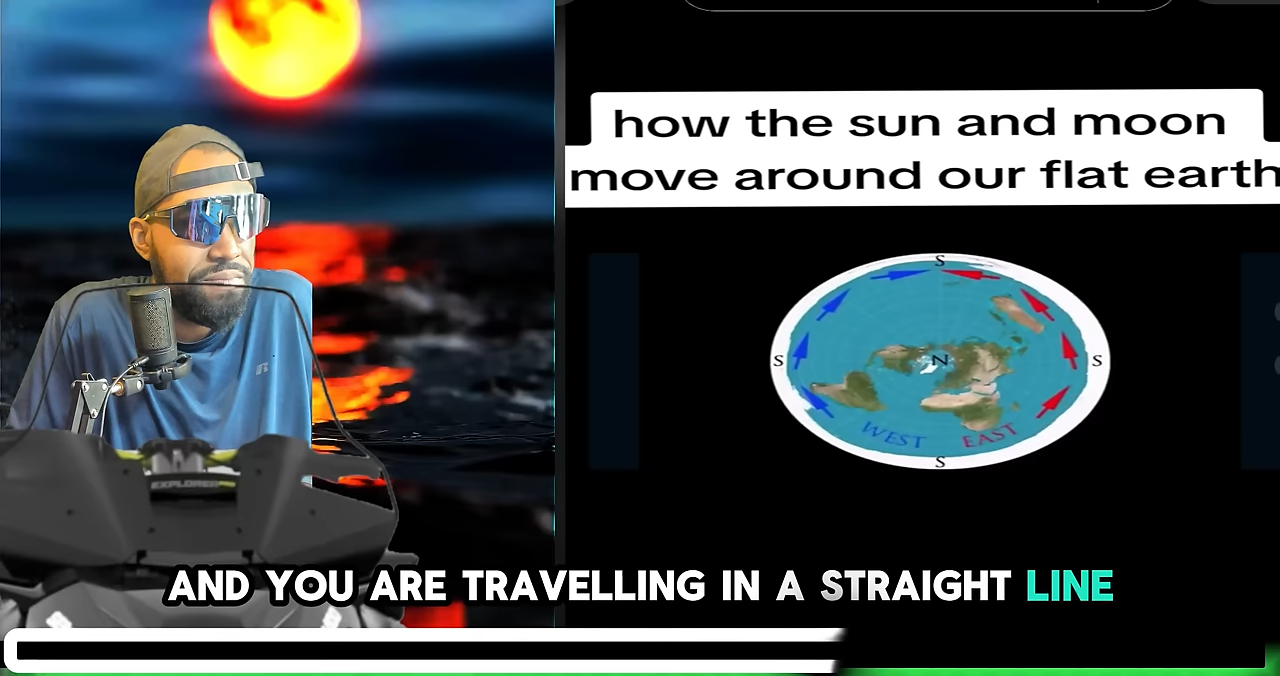 how the sun and moon
move around our flat earth
S
S
N
S
WEST
EAST
S
EXPLORER
AND YOU ARE TRAVELLING IN A STRAIGHT LINE